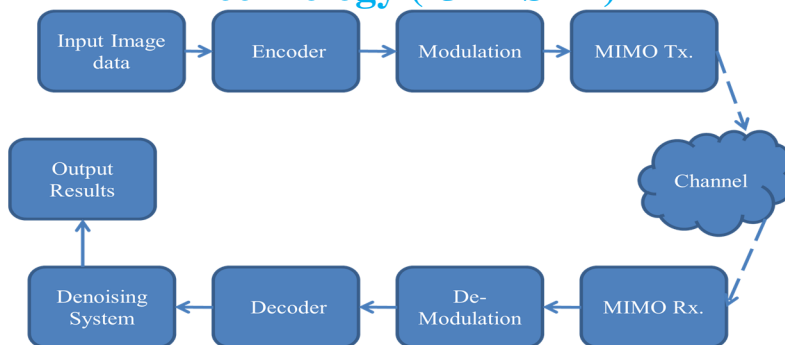 Input Image
data
Encoder
Modulation
MIMO Tx.
Output
Results
Channel
Denoising
System
Decoder
De-
Modulation
MIMO Rx.